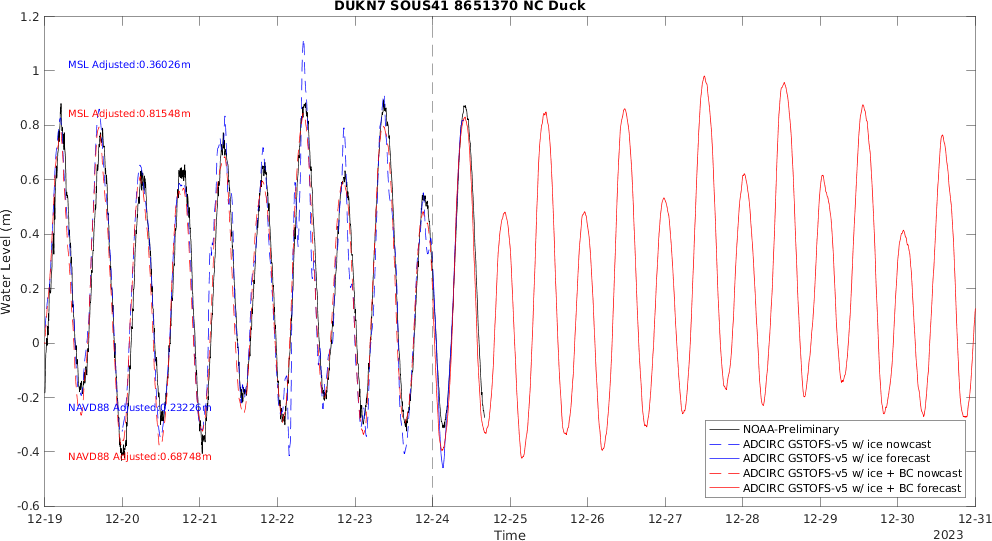 DUKN7 SOUS41 8651370 NC Duck
1.2
1
0.8
0.6
0.4
0.2
0
-0.2
-0.4
-0.6
Water Level (m)
MSL Adjusted:0.36026m
MSL Adjusted:0.81548m
NAVD88 Adjusted:0.23226m
NAVD88 Adjusted:0.68748m
NOAA-Preliminary
ADCIRC GSTOFS-v5 w/ ice nowcast
ADCIRC GSTOFS-v5 w/ ice forecast
ADCIRC GSTOFS-v5 w/ ice + BC nowcast
ADCIRC GSTOFS-v5 w/ ice + BC forecast
12-19 12-20 12-21 12-22 12-23 12-24 12-25 12-26 12-27 12-28 12-29 12-30 12-31
Time
2023